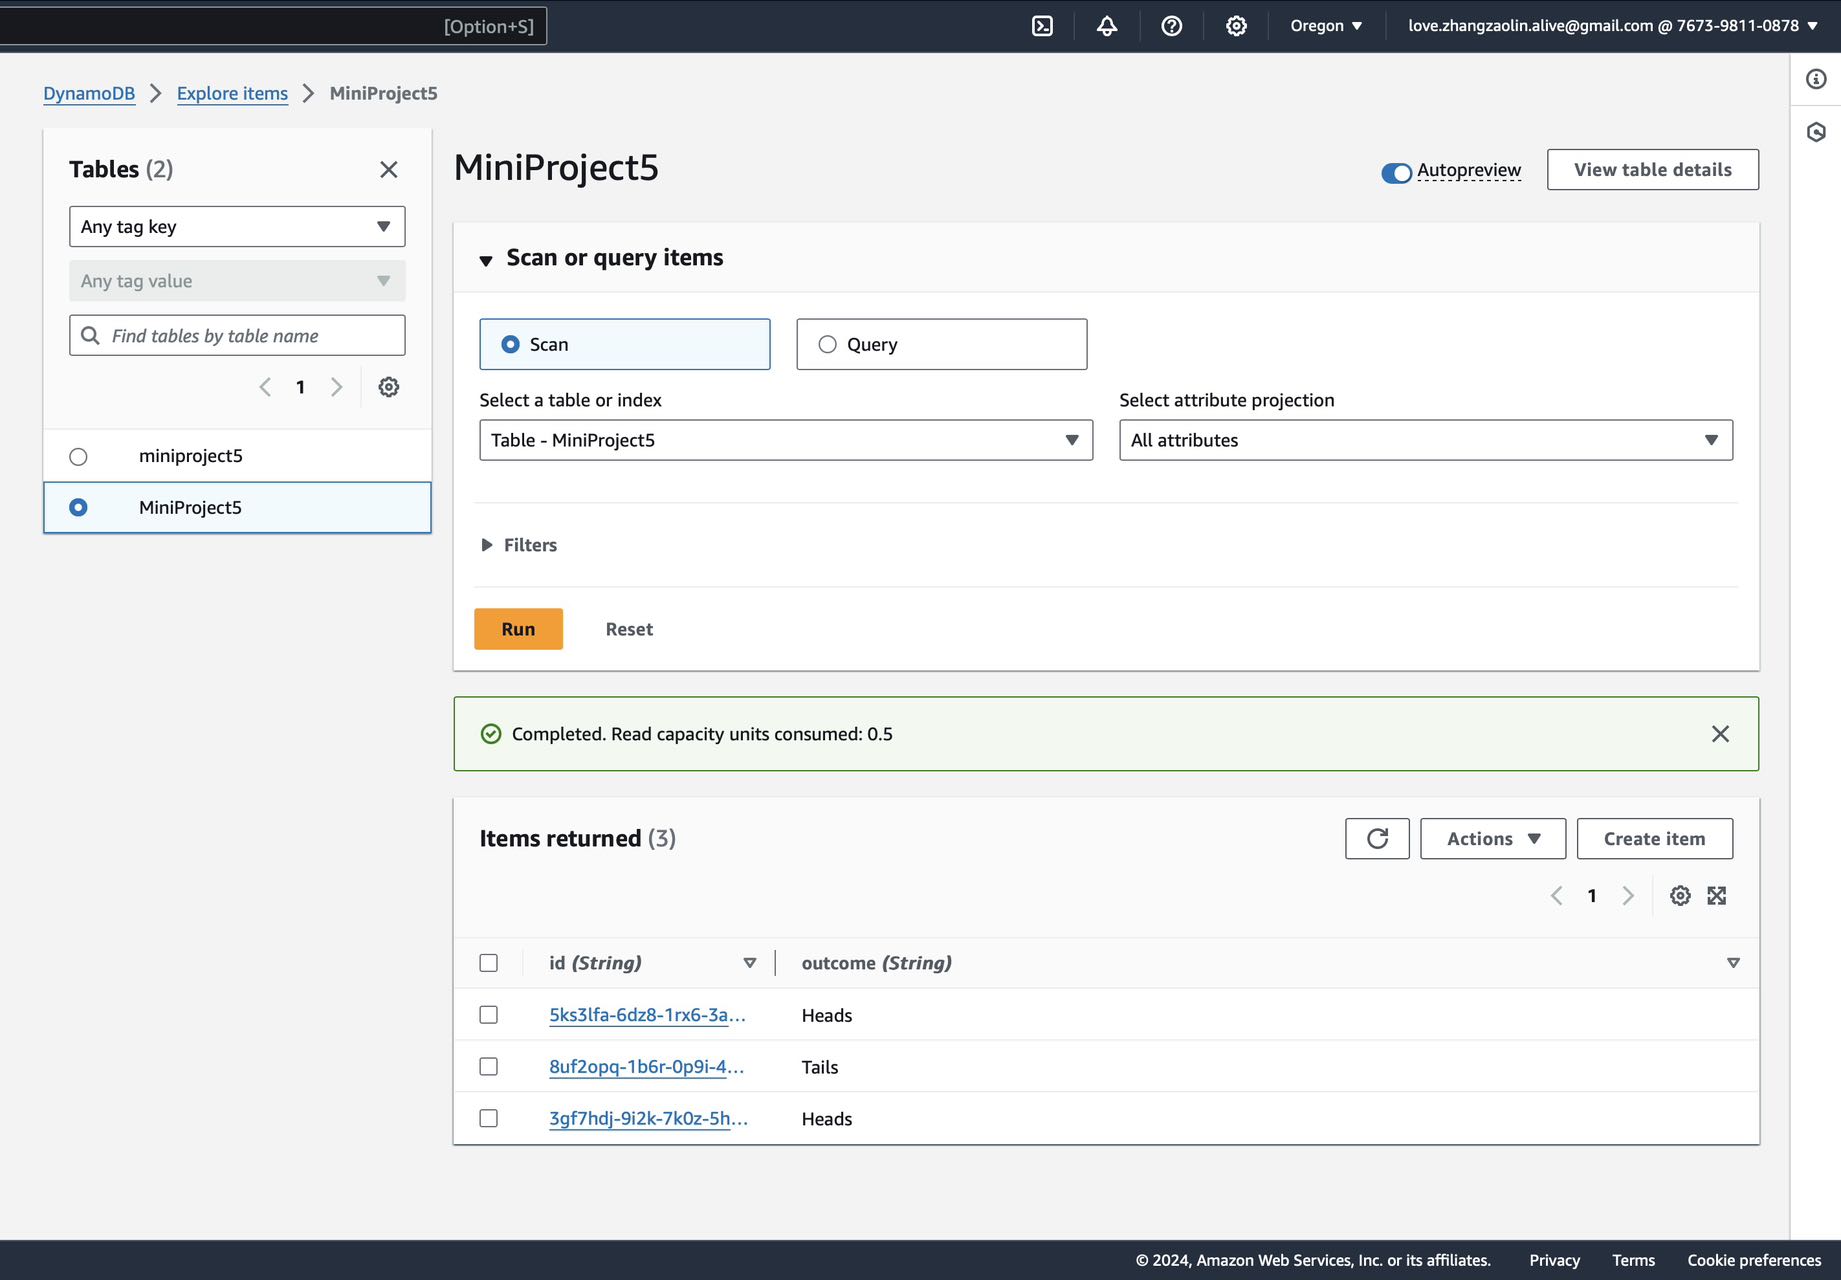 [Option+S]
Oregon
love.zhangzaolin.alive@gmail.com @ 7673-9811-0878
DynamoDB
Explore items
MiniProject5
Tables (2)
Any tag key
Any tag value
Find tables by table name
1
miniproject5
MiniProject5
MiniProject5
Autopreview
View table details
Scan or query items
Scan
Query
Select a table or index
Table - MiniProject5
Select attribute projection
All attributes
Filters
Run
Reset
Completed. Read capacity units consumed: 0.5
Items returned (3)
Actions
Create item
1
id (String)
outcome (String)
5ks3lfa-6dz8-1rx6-3a...
Heads
8uf2opq-1b6r-0p9i-4...
Tails
3gf7hdj-9i2k-7k0z-5h...
Heads
© 2024, Amazon Web Services, Inc. or its affiliates.
Privacy
Terms
Cookie preferences